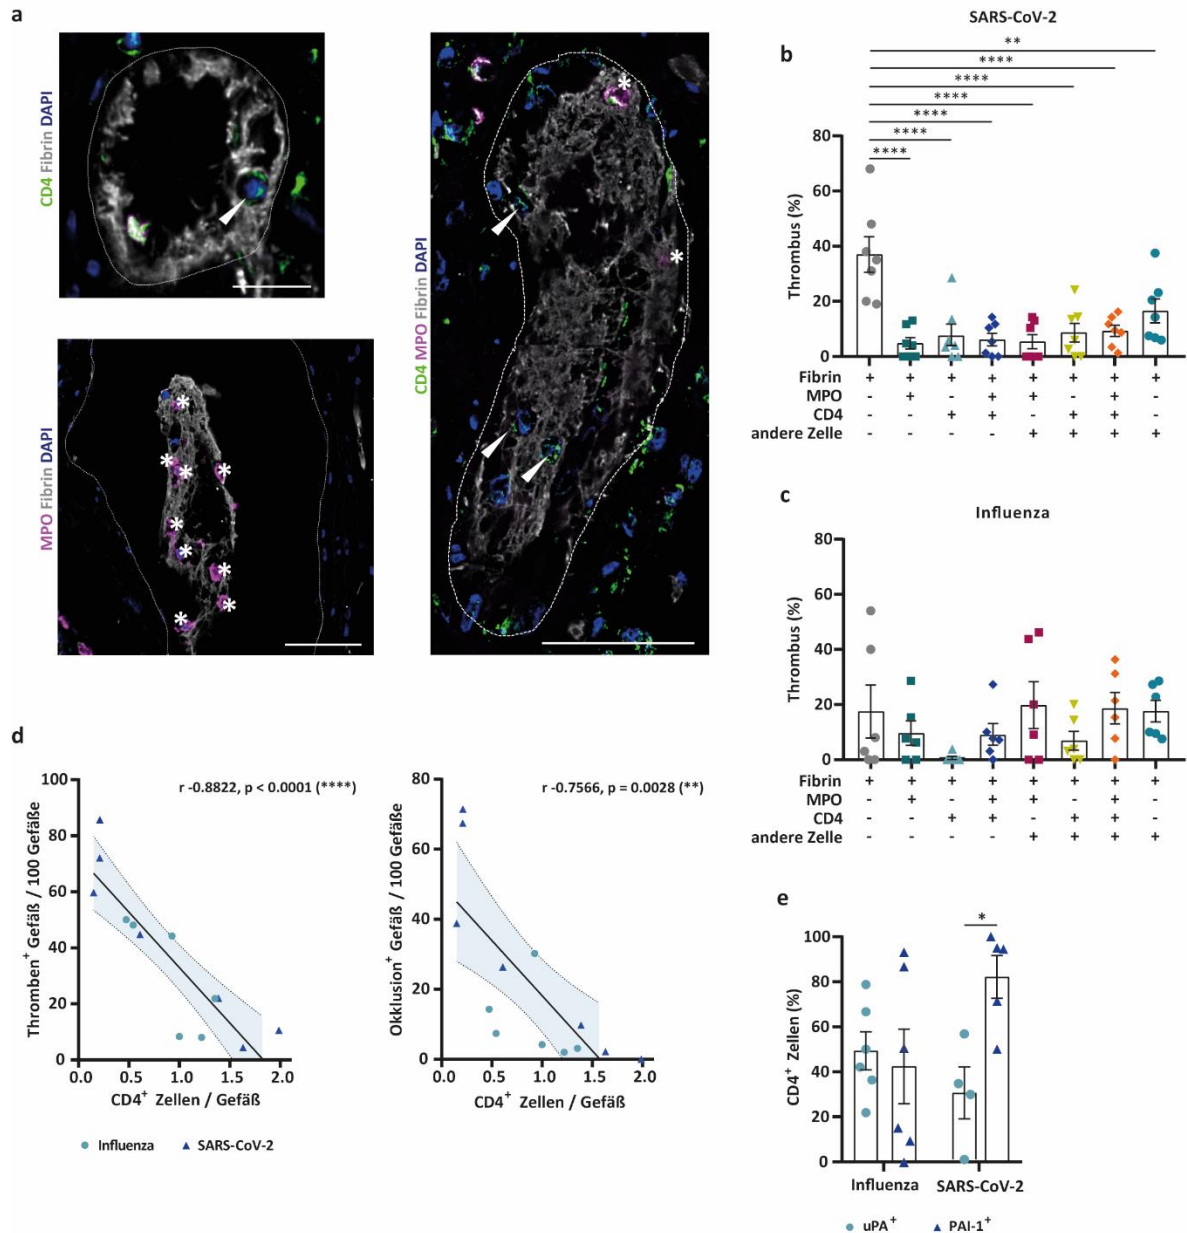 a
CD4 Fibrin DAPI
MPO Fibrin DAPI
CD4 MPO Fibrin DAPI
*
*
*
*
*
*
*
*
*
*
*
b
SARS-CoV-2
**
****
****
****
****
****
****
Thrombus (%)
80
60
40
20
0
Fibrin + + + + + + + +
MPO - + - + + - + -
CD4 - - + + - + + -
andere Zelle - - - - + + + +
c
Influenza
Thrombus (%)
80
60
40
20
0
Fibrin + + + + + + + +
MPO - + - + + - + -
CD4 - - + + - + + -
andere Zelle - - - - + + + +
d
r -0.8822, p < 0.0001 (****)
Thromben+ Gefäß / 100 Gefäße
100
80
60
40
20
0
0.0 0.5 1.0 1.5 2.0
CD4+ Zellen / Gefäß
r -0.7566, p = 0.0028 (**)
Okklusion+ Gefäß / 100 Gefäße
80
60
40
20
0
0.0 0.5 1.0 1.5 2.0
CD4+ Zellen / Gefäß
Influenza SARS-CoV-2
e
*
CD4+ Zellen (%)
100
80
60
40
20
0
Influenza SARS-CoV-2
uPA+ PAI-1+